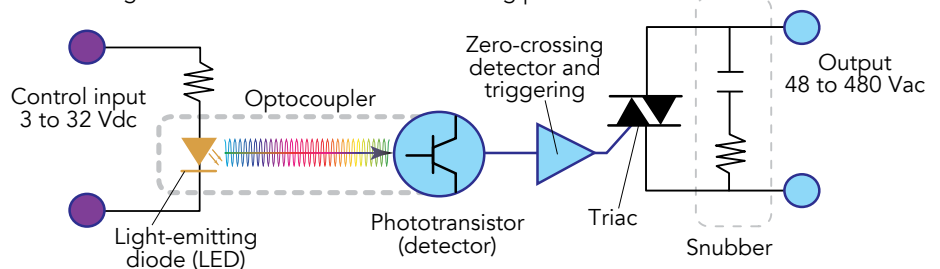 Zero-crossing
detector and
triggering
Output
48 to 480 Vac
Control input
3 to 32 Vdc
Optocoupler
Light-emitting
diode (LED)
Phototransistor
(detector)
Triac
Snubber